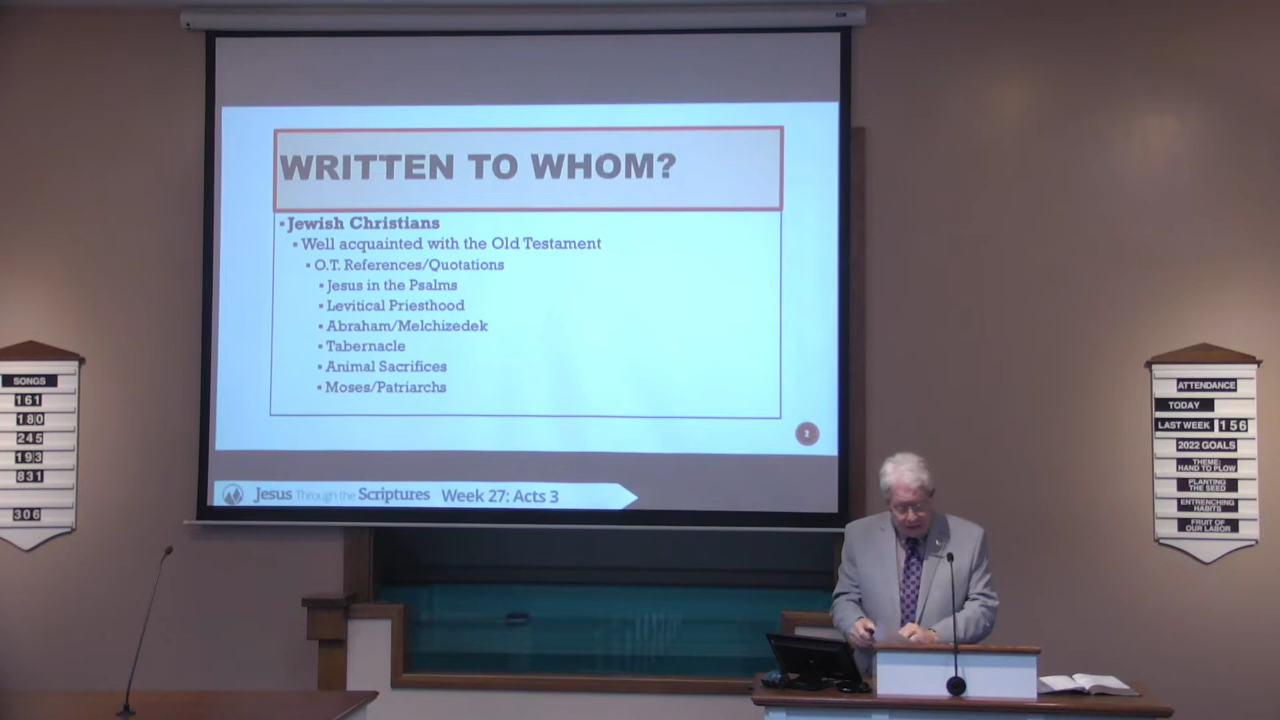 WRITTEN TO WHOM?
▪Jewish Christians
▪Well acquainted with the Old Testament
▪O.T. References/Quotations
▪Jesus in the Psalms
▪Levitical Priesthood
▪Abraham/Melchizedek
▪Tabernacle
▪Animal Sacrifices
▪Moses/Patriarchs
2
Jesus Through the Scriptures Week 27: Acts 3
SONGS
161
180
245
193
831
306
ATTENDANCE
TODAY
LAST WEEK 156
2022 GOALS
THEME:
HAND TO PLOW
PLANTING
THE SEED
ENTRENCHING
HABITS
FRUIT OF
OUR LABOR